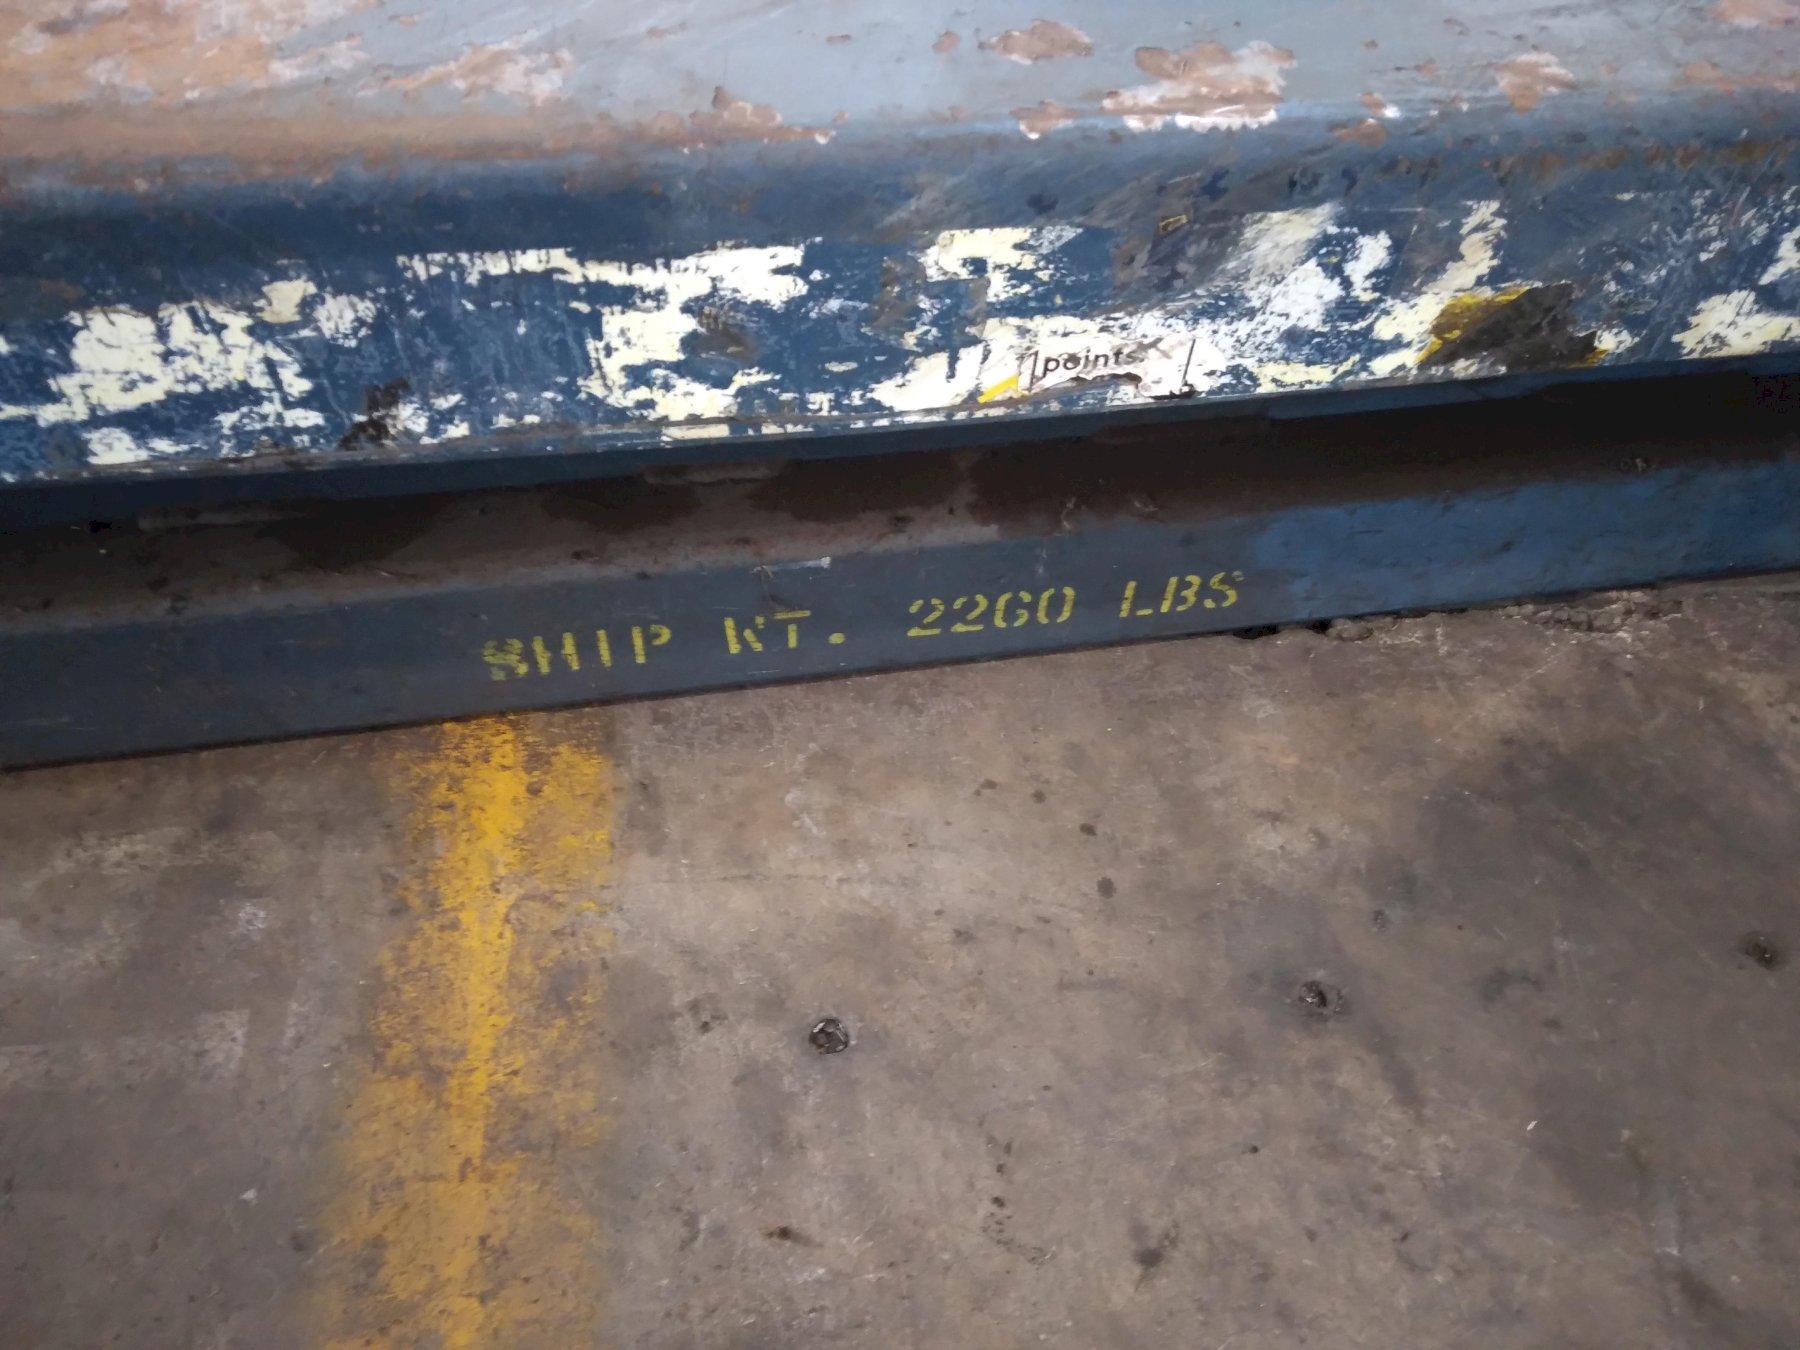 points
SHIP WT. 2260 LBS